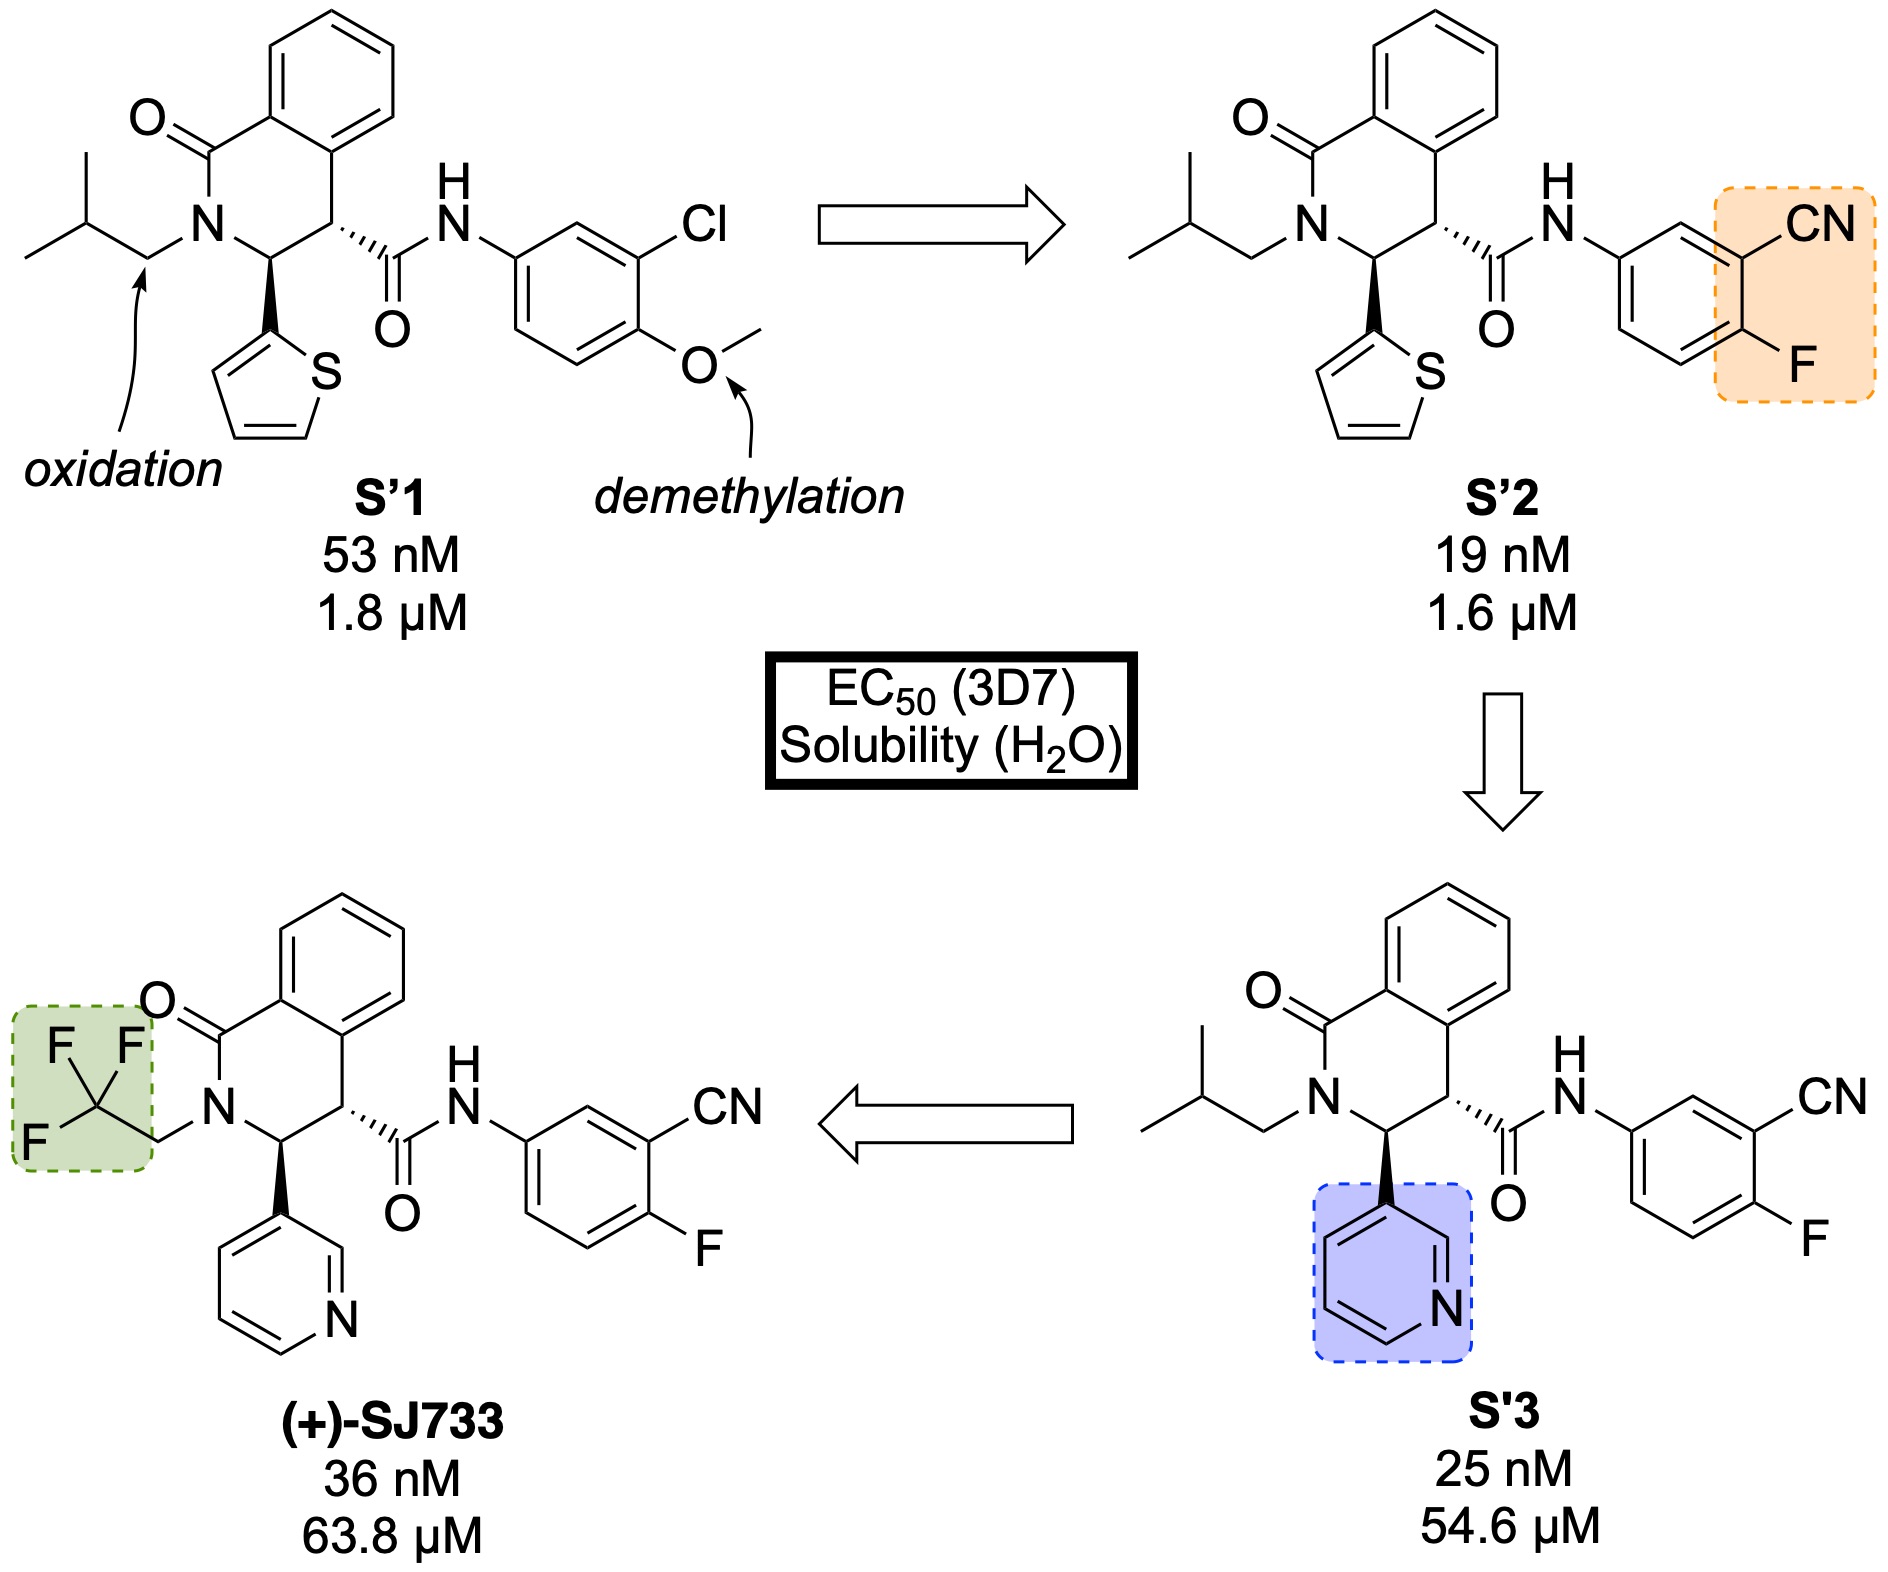 O
N
H
N
O
S
Cl
O
oxidation
demethylation
S’1
53 nM
1.8 µM
O
N
H
N
O
S
CN
F
S’2
19 nM
1.6 µM
EC50 (3D7)
Solubility (H2O)
O
F F
F
N
H
N
O
CN
F
N
(+)-SJ733
36 nM
63.8 µM
O
N
H
N
O
CN
F
N
S'3
25 nM
54.6 µM